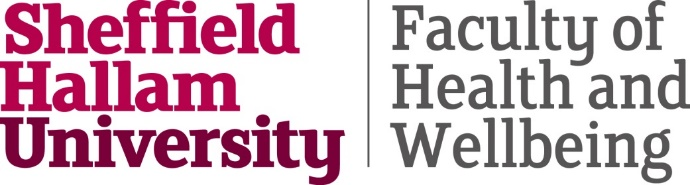 Sheffield
Hallam
University
Faculty of
Health and
Wellbeing